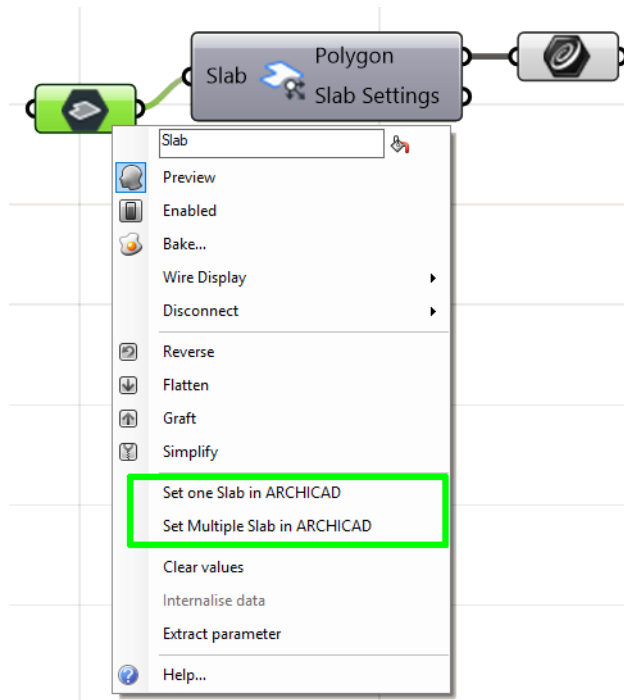 Slab
Polygon
Slab Settings
Slab
Preview
Enabled
Bake...
Wire Display
Disconnect
Reverse
Flatten
Graft
Simplify
Set one Slab in ARCHICAD
Set Multiple Slab in ARCHICAD
Clear values
Internalise data
Extract parameter
Help...